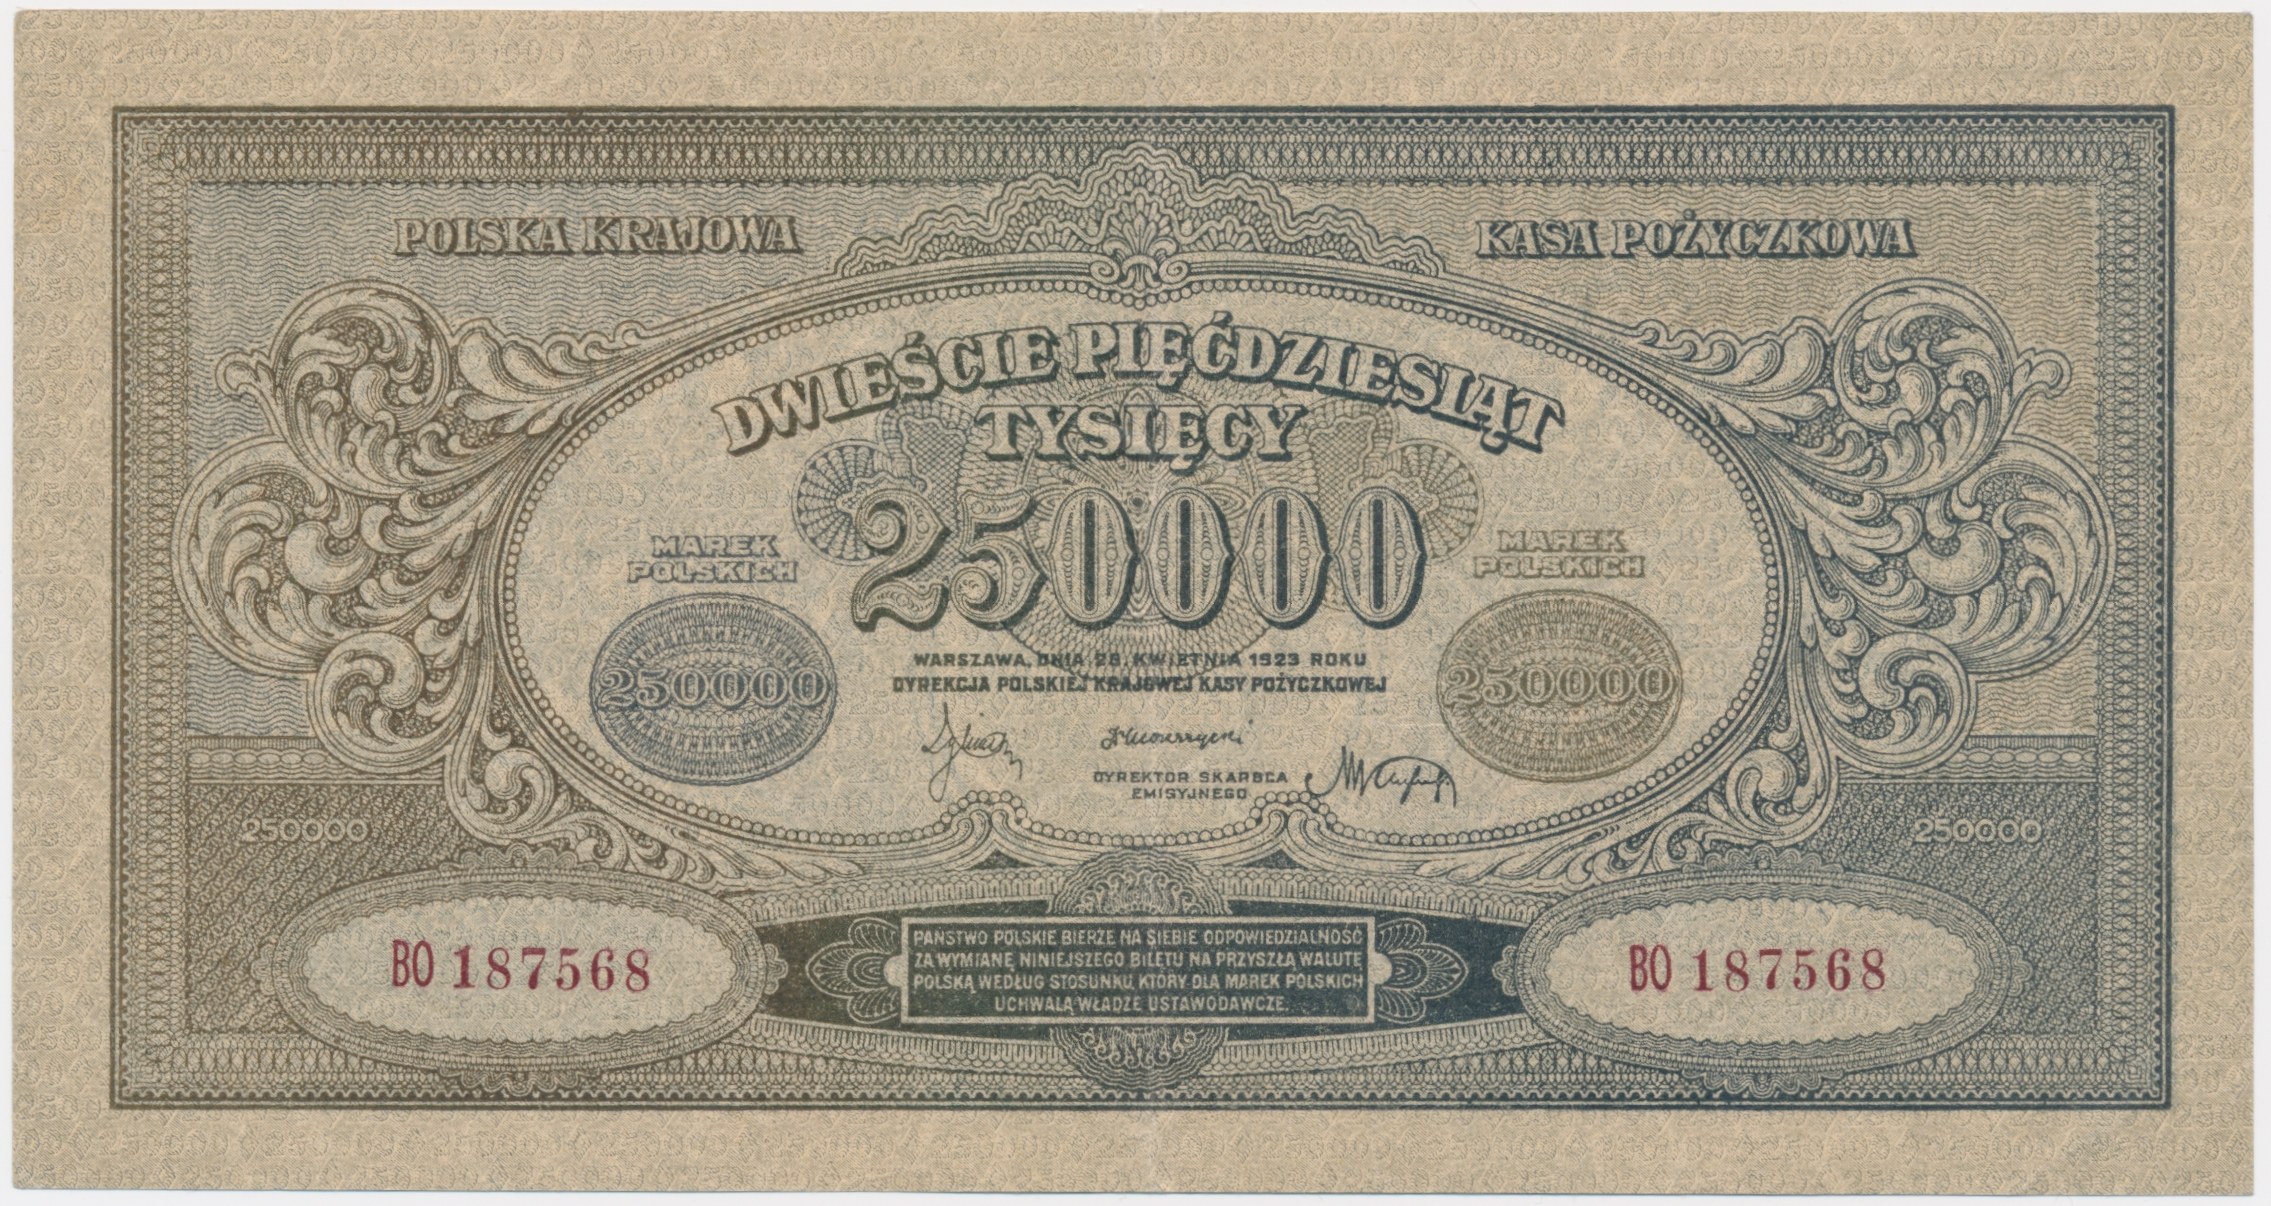 POLSKA KRAJOWA KASA POŻYCZKOWA
DWIEŚCIE PIĘĆDZIESIĄT
TYSIĘCY
250000
MAREK
POLSKICH
250000
MAREK
POLSKICH
250000
WARSZAWA, DNIA 25. KWIETNIA 1923 ROKU
DYREKCJA POLSKIEJ KRAJOWEJ KASY POŻYCZKOWEJ
DYREKTOR SKARBCA
EMISYJNEGO
250000
250000
BO 187568
PAŃSTWO POLSKIE BIERZE NA SIEBIE ODPOWIEDZIALNOŚĆ
ZA WYMIANĘ NINIEJSZEGO BILETU NA PRZYSZŁĄ WALUTĘ
POLSKĄ WEDŁUG STOSUNKU, KTÓRY DLA MAREK POLSKICH
UCHWALĄ WŁADZE USTAWODAWCZE.
BO 187568